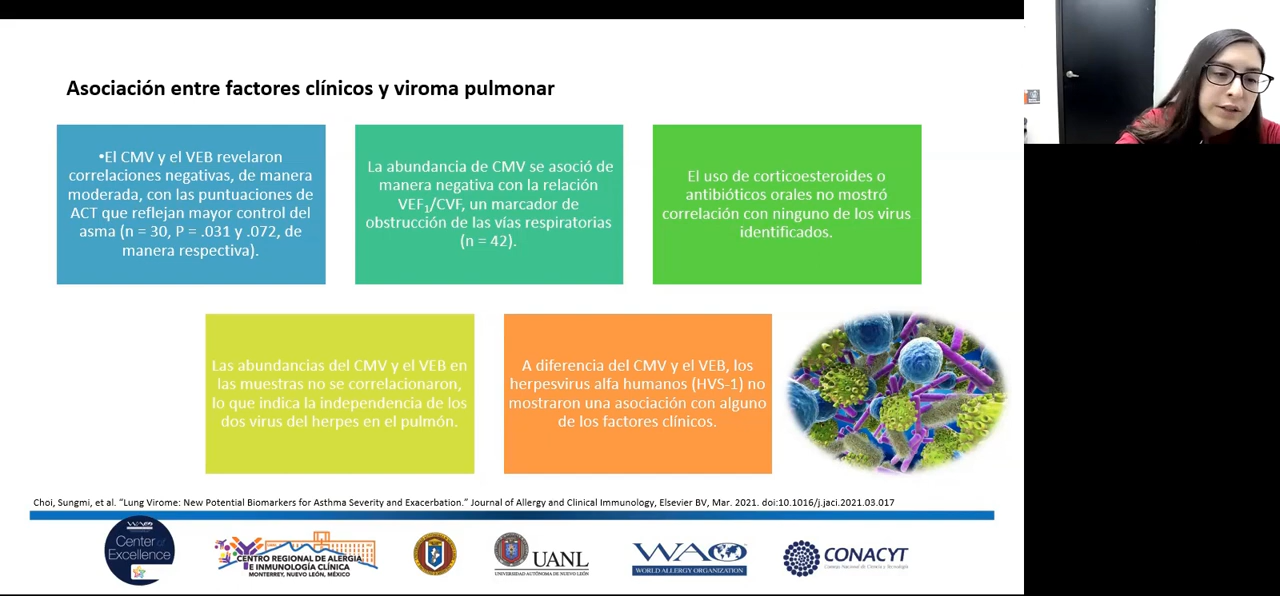 Asociación entre factores clínicos y viroma pulmonar
•El CMV y el VEB revelaron
correlaciones negativas, de manera
moderada, con las puntuaciones de
ACT que reflejan mayor control del
asma (n = 30, P = .031 y .072, de
manera respectiva).
La abundancia de CMV se asoció de
manera negativa con la relación
VEF₁/CVF, un marcador de
obstrucción de las vías respiratorias
(n = 42).
El uso de corticoesteroides o
antibióticos orales no mostró
correlación con ninguno de los virus
identificados.
Las abundancias del CMV y el VEB en
las muestras no se correlacionaron,
lo que indica la independencia de los
dos virus del herpes en el pulmón.
A diferencia del CMV y el VEB, los
herpesvirus alfa humanos (HVS-1) no
mostraron una asociación con alguno
de los factores clínicos.
Choi, Sungmi, et al. “Lung Virome: New Potential Biomarkers for Asthma Severity and Exacerbation.” Journal of Allergy and Clinical Immunology, Elsevier BV, Mar. 2021. doi:10.1016/j.jaci.2021.03.017
Center of
Excellence
CENTRO REGIONAL DE ALERGIA
E INMUNOLOGÍA CLÍNICA
MONTERREY, NUEVO LEÓN, MÉXICO
UANL
UNIVERSIDAD AUTÓNOMA DE NUEVO LEÓN
WAO
WORLD ALLERGY ORGANIZATION
CONACYT
Consejo Nacional de Ciencia y Tecnología